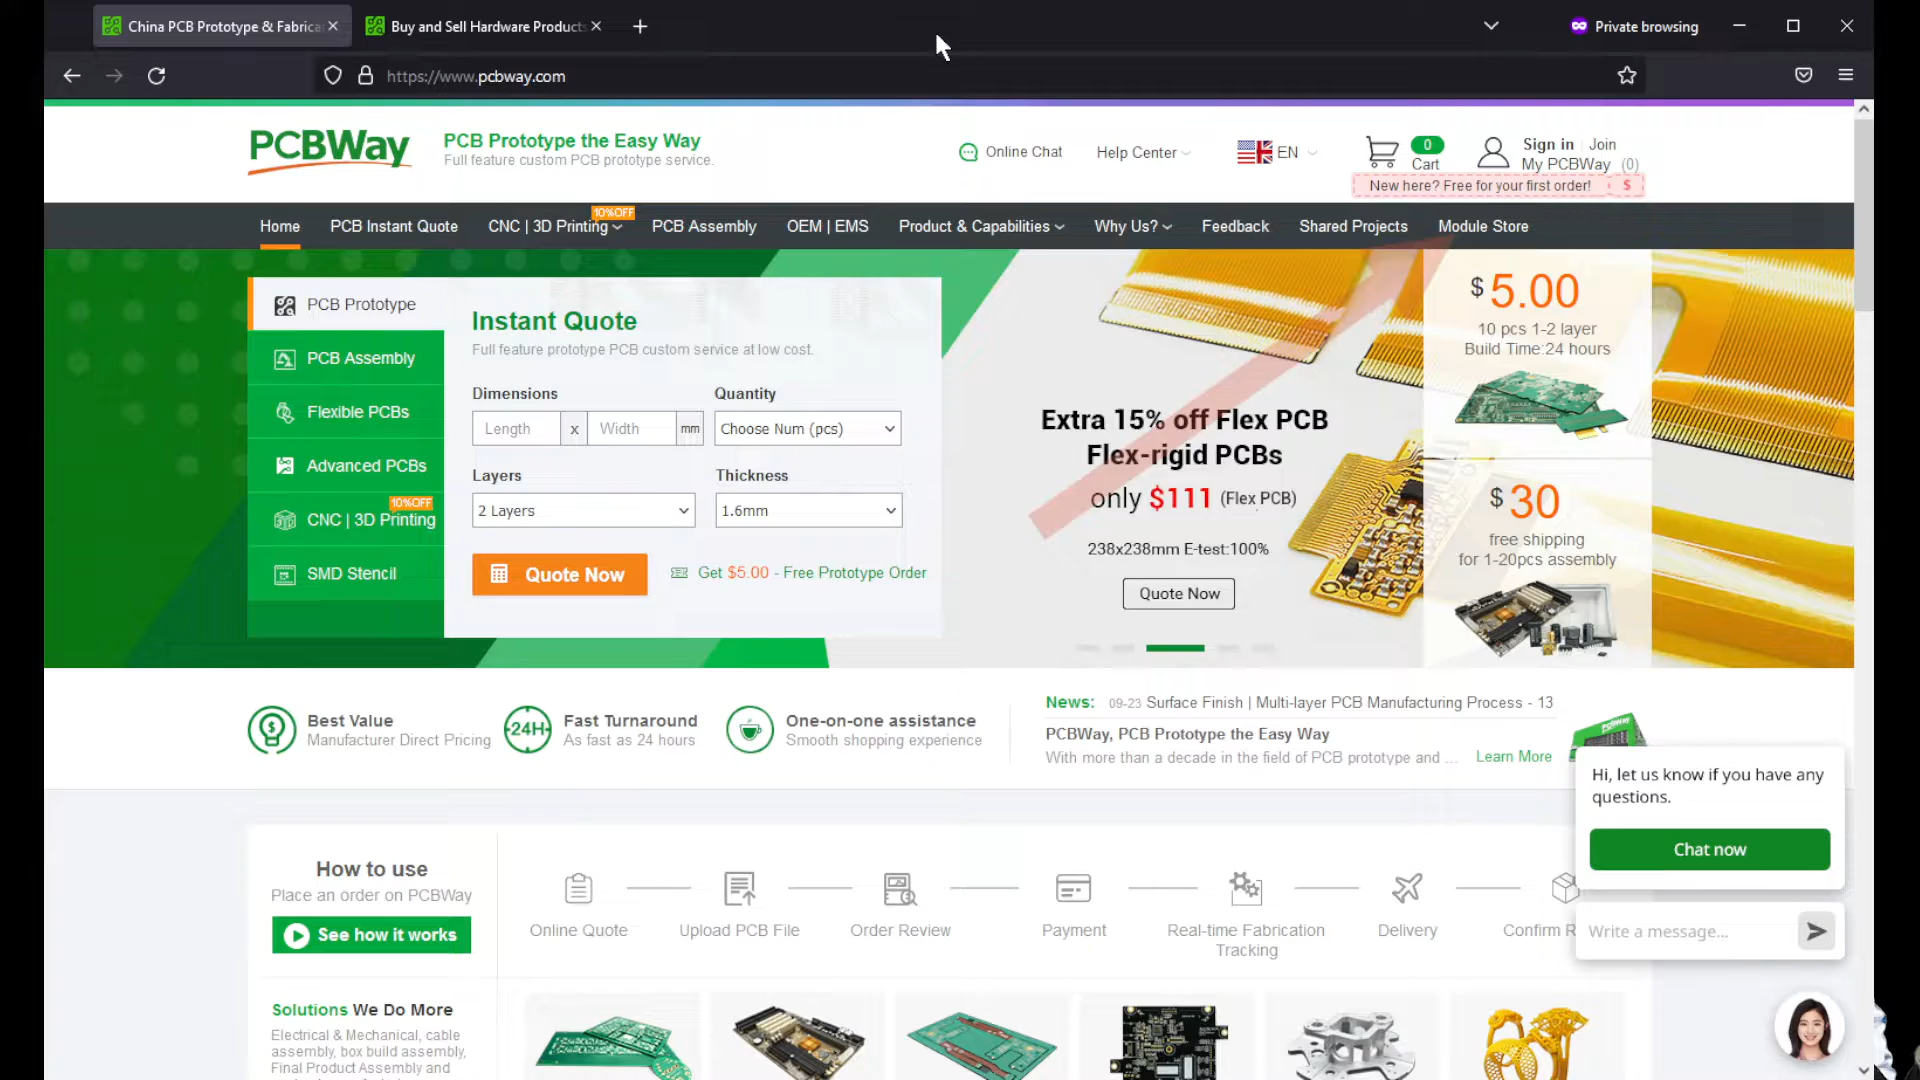 China PCB Prototype & Fabrica
Buy and Sell Hardware Products
Private browsing
https://www.pcbway.com
PCBWay
PCB Prototype the Easy Way
Full feature custom PCB prototype service.
Online Chat
Help Center
EN
0
Cart
Sign in | Join
My PCBWay (0)
New here? Free for your first order! $
Home
PCB Instant Quote
CNC | 3D Printing
10%OFF
PCB Assembly
OEM | EMS
Product & Capabilities
Why Us?
Feedback
Shared Projects
Module Store
PCB Prototype
PCB Assembly
Flexible PCBs
Advanced PCBs
10%OFF
CNC | 3D Printing
SMD Stencil
Instant Quote
Full feature prototype PCB custom service at low cost.
Dimensions
Quantity
Length x Width mm
Choose Num (pcs)
Layers
Thickness
2 Layers
1.6mm
Quote Now
Get $5.00 - Free Prototype Order
Extra 15% off Flex PCB
Flex-rigid PCBs
only $111 (Flex PCB)
238x238mm E-test:100%
Quote Now
$5.00
10 pcs 1-2 layer
Build Time:24 hours
$30
free shipping
for 1-20pcs assembly
Best Value
Manufacturer Direct Pricing
24H
Fast Turnaround
As fast as 24 hours
One-on-one assistance
Smooth shopping experience
News: 09-23 Surface Finish | Multi-layer PCB Manufacturing Process - 13
PCBWay, PCB Prototype the Easy Way
With more than a decade in the field of PCB prototype and ... Learn More
PCBWay
Hi, let us know if you have any
questions.
Chat now
Write a message...
How to use
Place an order on PCBWay
See how it works
Online Quote
Upload PCB File
Order Review
Payment
Real-time Fabrication
Tracking
Delivery
Confirm R
Solutions We Do More
Electrical & Mechanical, cable
assembly, box build assembly,
Final Product Assembly and